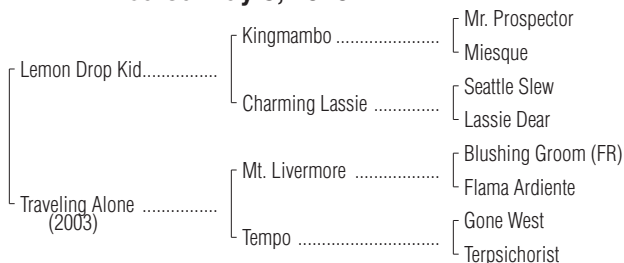 Mr. Prospector
Kingmambo ....................
Miesque
Lemon Drop Kid...............
Seattle Slew
Charming Lassie .............
Lassie Dear
Blushing Groom (FR)
Mt. Livermore ..................
Flama Ardiente
Traveling Alone ...............
(2003)
Gone West
Tempo ............................
Terpsichorist